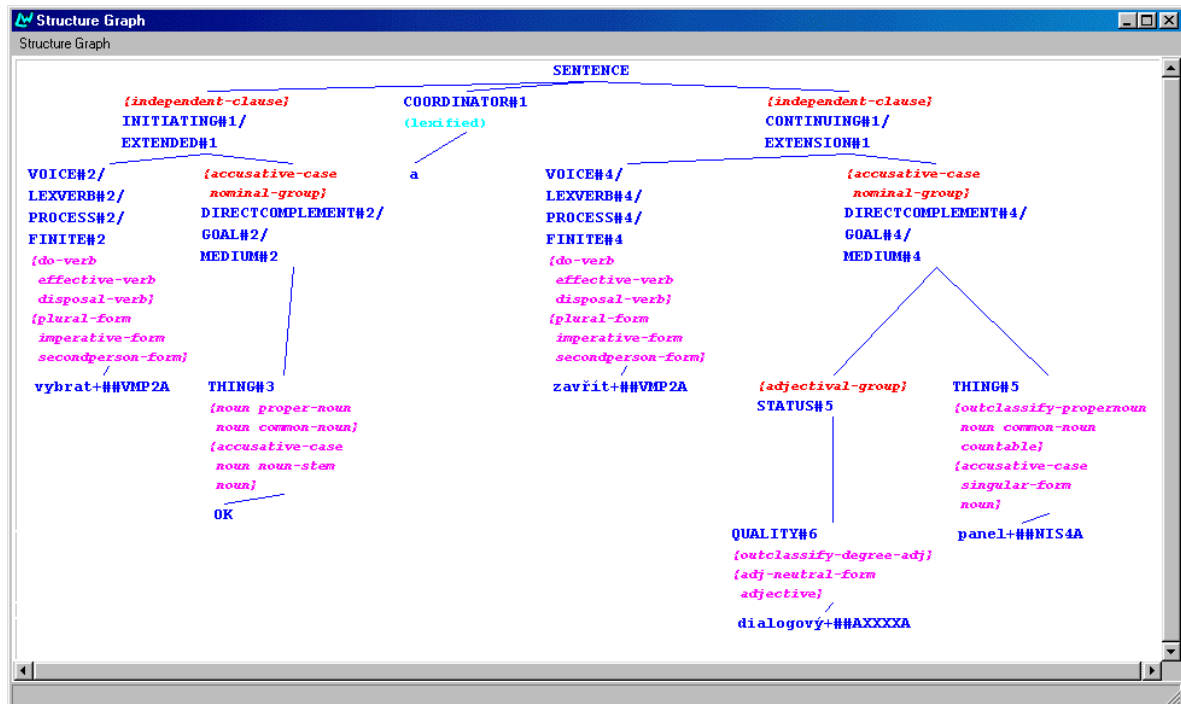 Structure Graph
Structure Graph
SENTENCE
{independent-clause}
INITIATING#1/
EXTENDED#1
COORDINATOR#1
(lexified)
{independent-clause}
CONTINUING#1/
EXTENSION#1
VOICE#2/
LEXVERB#2/
PROCESS#2/
FINITE#2
{do-verb
effective-verb
disposal-verb}
{plural-form
imperative-form
secondperson-form}
vybrat+##VMP2A
{accusative-case
nominal-group}
DIRECTCOMPLEMENT#2/
GOAL#2/
MEDIUM#2
THING#3
{noun proper-noun
noun common-noun}
{accusative-case
noun noun-stem
noun}
OK
a
VOICE#4/
LEXVERB#4/
PROCESS#4/
FINITE#4
{do-verb
effective-verb
disposal-verb}
{plural-form
imperative-form
secondperson-form}
zavřít+##VMP2A
{accusative-case
nominal-group}
DIRECTCOMPLEMENT#4/
GOAL#4/
MEDIUM#4
{adjectival-group}
STATUS#5
QUALITY#6
{outclassify-degree-adj}
{adj-neutral-form
adjective}
dialogový+##AXXXXA
THING#5
{outclassify-propernoun
noun common-noun
countable}
{accusative-case
singular-form
noun}
panel+##NIS4A